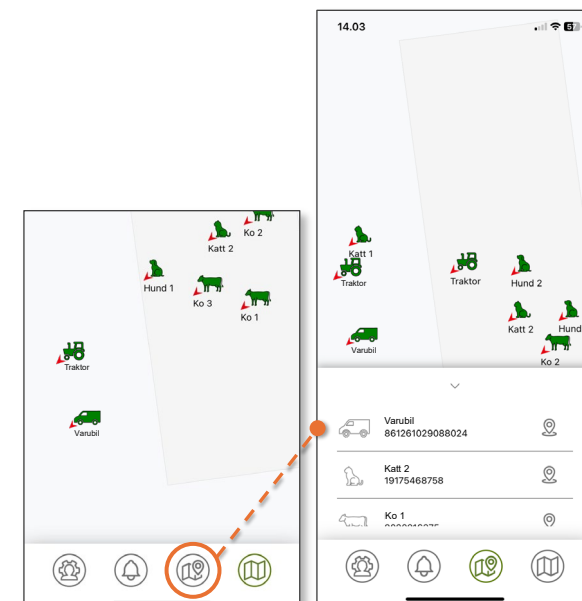 Ko 2
Katt 2
Hund 1
Ko 3
Ko 1
Traktor
Varubil
14.03
57
Katt 1
Traktor
Traktor
Hund 2
Katt 2
Hund
Varubil
Ko 2
Varubil
861261029088024
Katt 2
19175468758
Ko 1